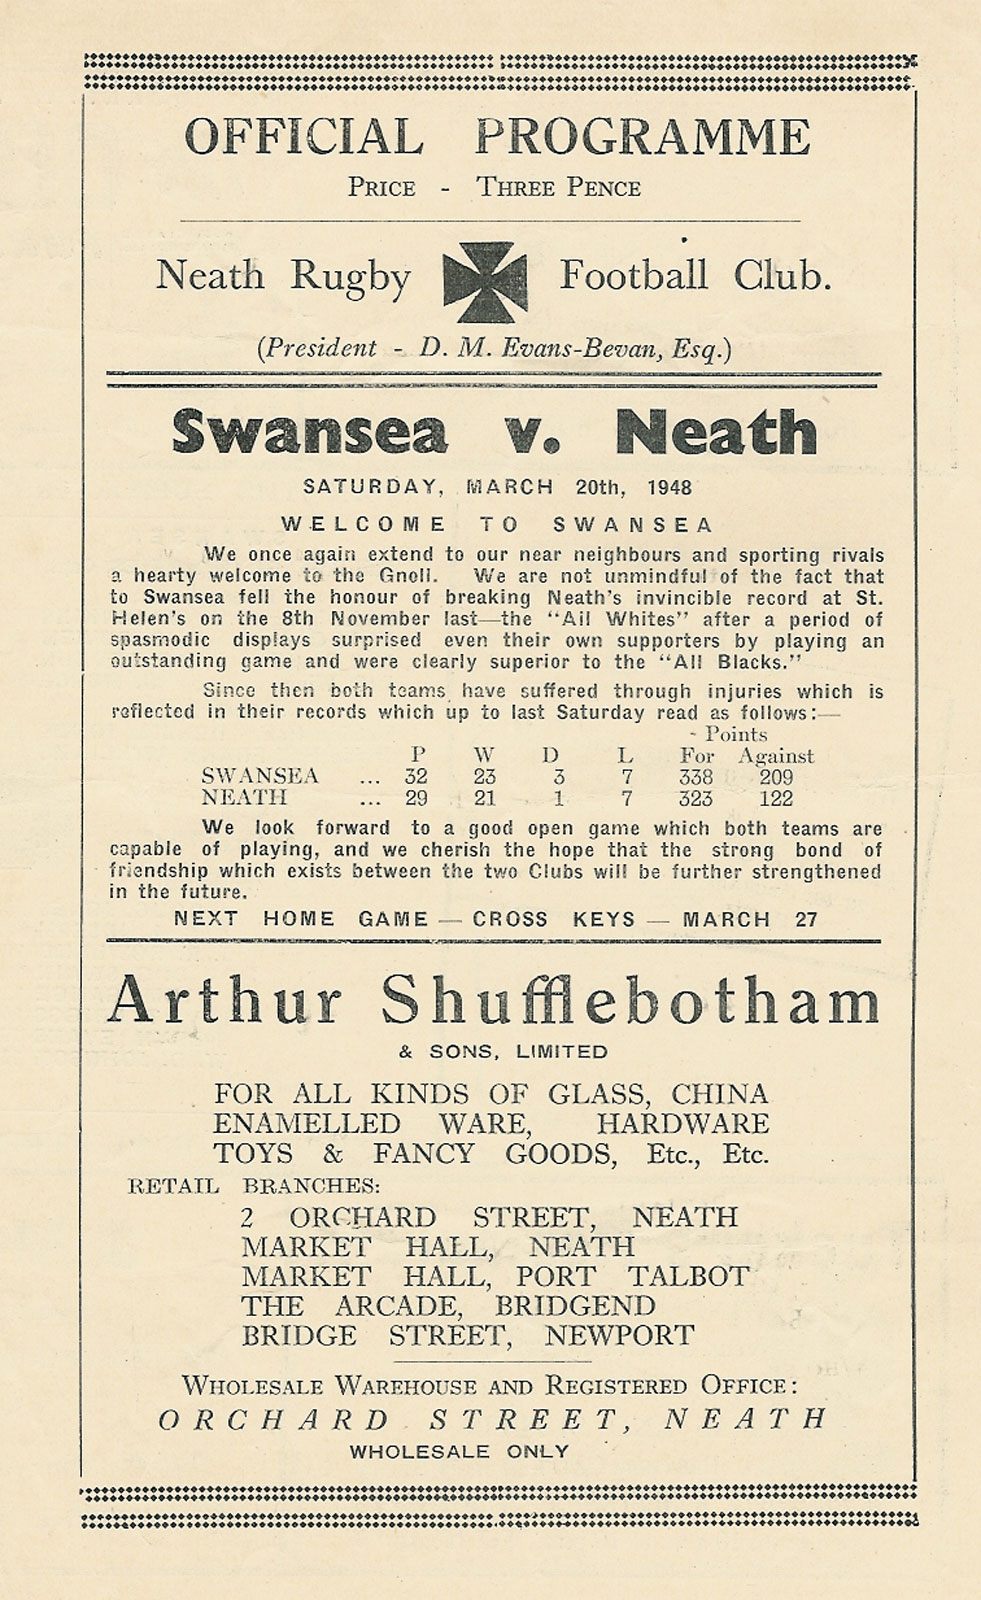 OFFICIAL PROGRAMME
PRICE - THREE PENCE
Neath Rugby Football Club.
(President - D. M. Evans-Bevan, Esq.)
Swansea v. Neath
SATURDAY, MARCH 20th, 1948
WELCOME TO SWANSEA
We once again extend to our near neighbours and sporting rivals
a hearty welcome to the Gnoll. We are not unmindful of the fact that
to Swansea fell the honour of breaking Neath's invincible record at St.
Helen's on the 8th November last—the "All Whites" after a period of
spasmodic displays surprised even their own supporters by playing an
outstanding game and were clearly superior to the "All Blacks."
Since then both teams have suffered through injuries which is
reflected in their records which up to last Saturday read as follows:—
Points
P W D L For Against
SWANSEA ... 32 23 3 7 338 209
NEATH ... 29 21 1 7 323 122
We look forward to a good open game which both teams are
capable of playing, and we cherish the hope that the strong bond of
friendship which exists between the two Clubs will be further strengthened
in the future.
NEXT HOME GAME — CROSS KEYS — MARCH 27
Arthur Shufflebotham
& SONS, LIMITED
FOR ALL KINDS OF GLASS, CHINA
ENAMELLED WARE, HARDWARE
TOYS & FANCY GOODS, Etc., Etc.
RETAIL BRANCHES:
2 ORCHARD STREET, NEATH
MARKET HALL, NEATH
MARKET HALL, PORT TALBOT
THE ARCADE, BRIDGEND
BRIDGE STREET, NEWPORT
WHOLESALE WAREHOUSE AND REGISTERED OFFICE:
ORCHARD STREET, NEATH
WHOLESALE ONLY